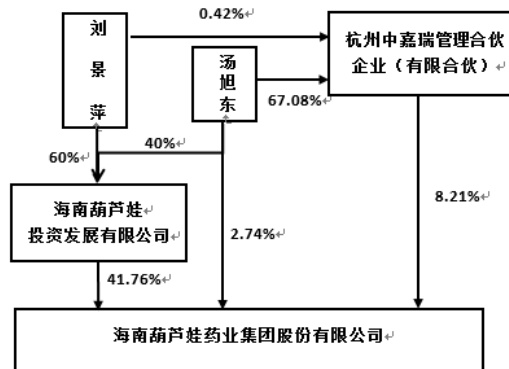 刘景萍
0.42%
汤旭东
杭州中嘉瑞管理合伙
企业（有限合伙）
67.08%
60%
40%
海南葫芦娃
投资发展有限公司
2.74%
8.21%
41.76%
海南葫芦娃药业集团股份有限公司